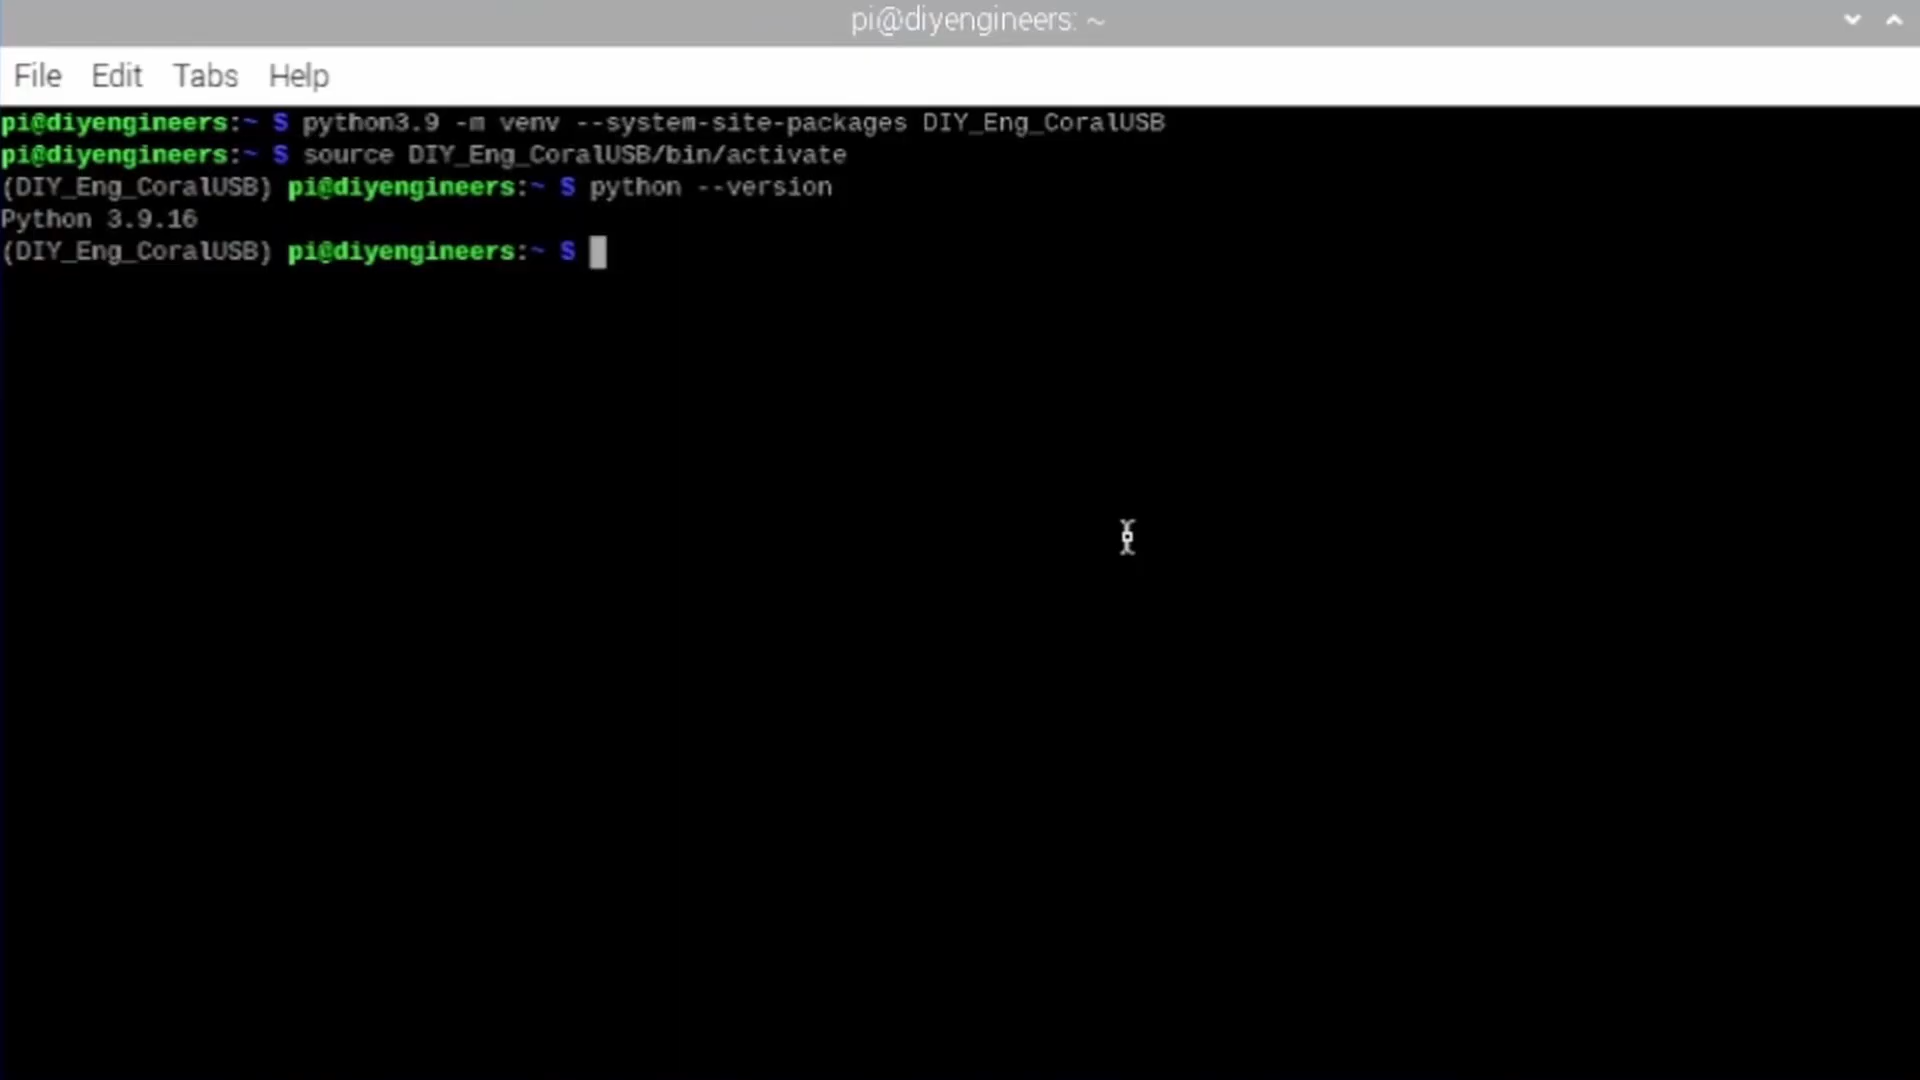 pi@diyengineers: ~
File Edit Tabs Help
pi@diyengineers:~ $ python3.9 -m venv --system-site-packages DIY_Eng_CoralUSB
pi@diyengineers:~ $ source DIY_Eng_CoralUSB/bin/activate
(DIY_Eng_CoralUSB) pi@diyengineers:~ $ python --version
Python 3.9.16
(DIY_Eng_CoralUSB) pi@diyengineers:~ $